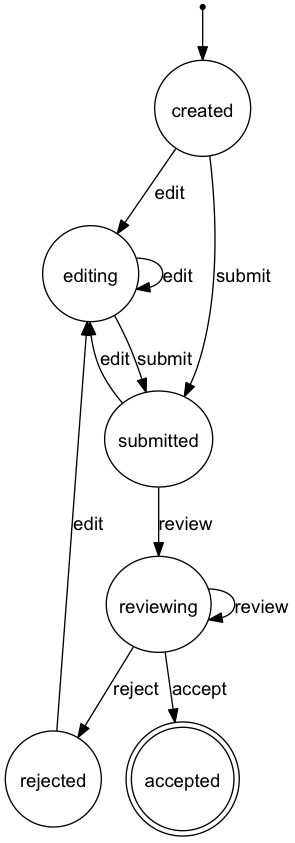 created
edit
editing
edit
submit
edit
submit
submitted
review
reviewing
review
edit
reject
accept
rejected
accepted